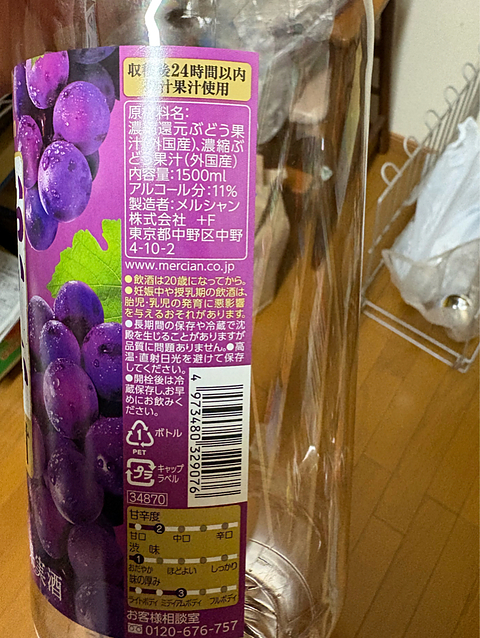 収穫後24時間以内
搾汁果汁使用
原材料名:
濃縮還元ぶどう果
汁(外国産)、濃縮ぶ
どう果汁(外国産)
内容量:1500ml
アルコール分:11%
製造者:メルシャン
株式会社 +F
東京都中野区中野
4-10-2
www.mercian.co.jp
●飲酒は20歳になってから。
●妊娠中や授乳期の飲酒は、
胎児・乳児の発育に悪影響
を与えるおそれがあります。
●長期間の保存や冷蔵で沈
殿を生じることがありますが
品質に問題ありません。●高
温・直射日光を避けて保存
してください。
●開栓後は冷
蔵保存し、お早
めにお飲みく
ださい。
4 973480 329076
1 ボトル
PET
プラ キャップ
ラベル
34870
甘辛度
2
甘口 中口 辛口
渋味
1
おだやか ほどよい しっかり
味の厚み
3
ライトボディ ミディアムボディ フルボディ
お客様相談室
0120-676-757
果実酒